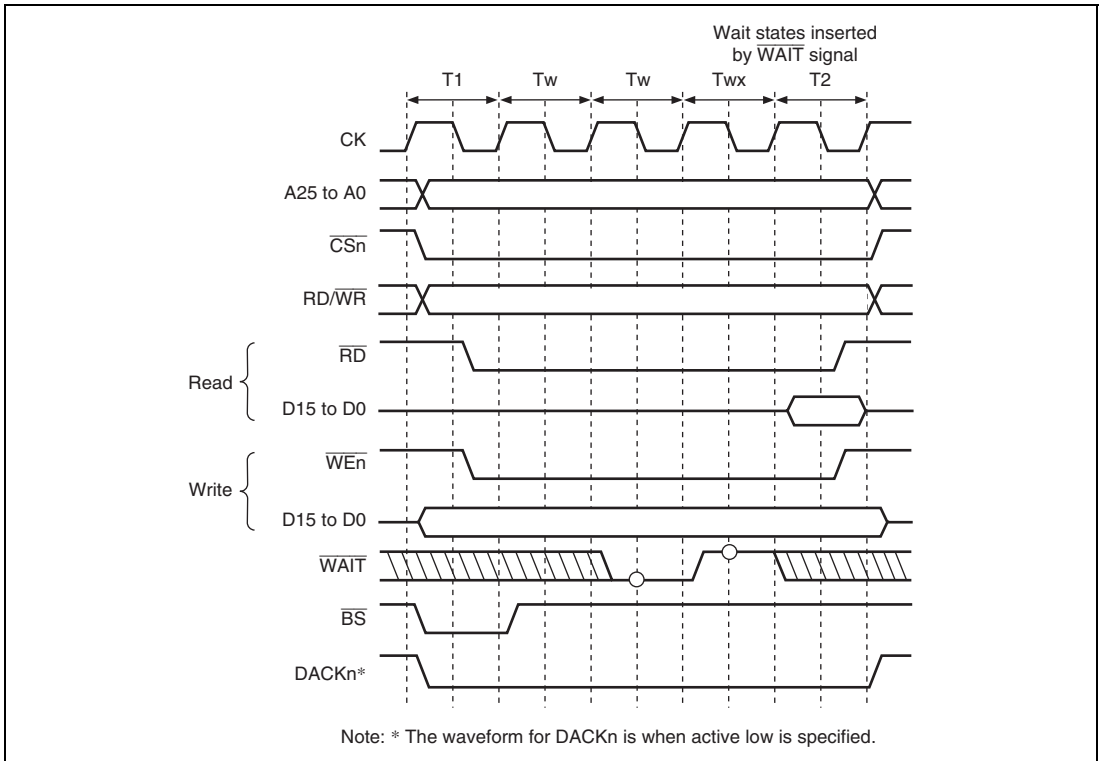 Wait states inserted
by WAIT signal
T1 Tw Tw Twx T2
CK
A25 to A0
CSn
RD/WR
RD
Read
D15 to D0
WEn
Write
D15 to D0
WAIT
BS
DACKn*
Note: * The waveform for DACKn is when active low is specified.